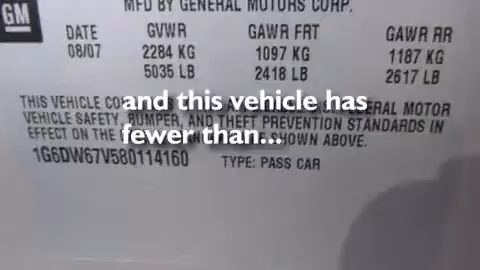 MFD BY GENERAL MOTORS CORP.
GM
DATE GVWR GAWR FRT GAWR RR
08/07 2284 KG 1097 KG 1187 KG
5035 LB 2418 LB 2617 LB
THIS VEHICLE MOTOR
and this vehicle has
VEHICLE SAFETY, BUMPER, AND THEFT PREVENTION STANDARDS IN
EFFECT ON THE SHOWN ABOVE.
fewer than...
1G6DW67V580114160 TYPE: PASS CAR